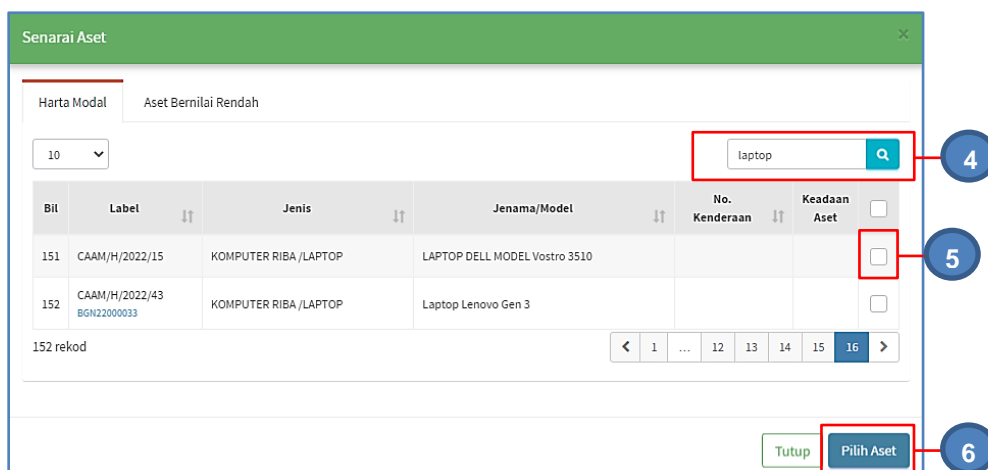 Senarai Aset ×
Harta Modal Aset Bernilai Rendah
10 laptop 4
Bil Label Jenis Jenama/Model No. Kenderaan Keadaan Aset
151 CAAM/H/2022/15 KOMPUTER RIBA /LAPTOP LAPTOP DELL MODEL Vostro 3510 5
152 CAAM/H/2022/43 KOMPUTER RIBA /LAPTOP Laptop Lenovo Gen 3
BGN22000033
152 rekod 1 ... 12 13 14 15 16
Tutup Pilih Aset 6